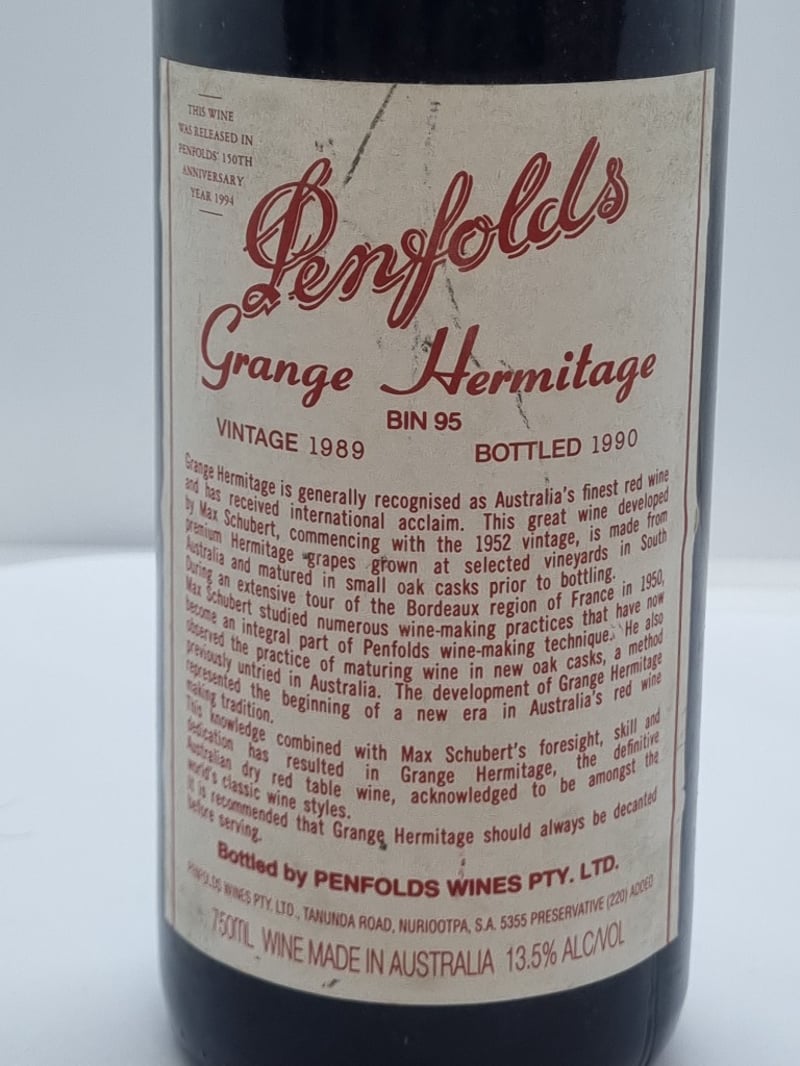 THIS WINE
WAS RELEASED IN
PENFOLDS' 150TH
ANNIVERSARY
YEAR 1994
Penfolds
Grange Hermitage
BIN 95
VINTAGE 1989 BOTTLED 1990
Grange Hermitage is generally recognised as Australia's finest red wine
and has received international acclaim. This great wine developed
by Max Schubert, commencing with the 1952 vintage, is made from
premium Hermitage grapes grown at selected vineyards in South
Australia and matured in small oak casks prior to bottling.
During an extensive tour of the Bordeaux region of France in 1950,
Max Schubert studied numerous wine-making practices that have now
become an integral part of Penfolds wine-making technique. He also
observed the practice of maturing wine in new oak casks, a method
previously untried in Australia. The development of Grange Hermitage
represented the beginning of a new era in Australia's red wine
making tradition.
This knowledge combined with Max Schubert's foresight, skill and
dedication has resulted in Grange Hermitage, the definitive
Australian dry red table wine, acknowledged to be amongst the
world's classic wine styles.
It is recommended that Grange Hermitage should always be decanted
before serving.
Bottled by PENFOLDS WINES PTY. LTD.
PENFOLDS WINES PTY. LTD., TANUNDA ROAD, NURIOOTPA, S.A. 5355 PRESERVATIVE (220) ADDED
750ML WINE MADE IN AUSTRALIA 13.5% ALC/VOL